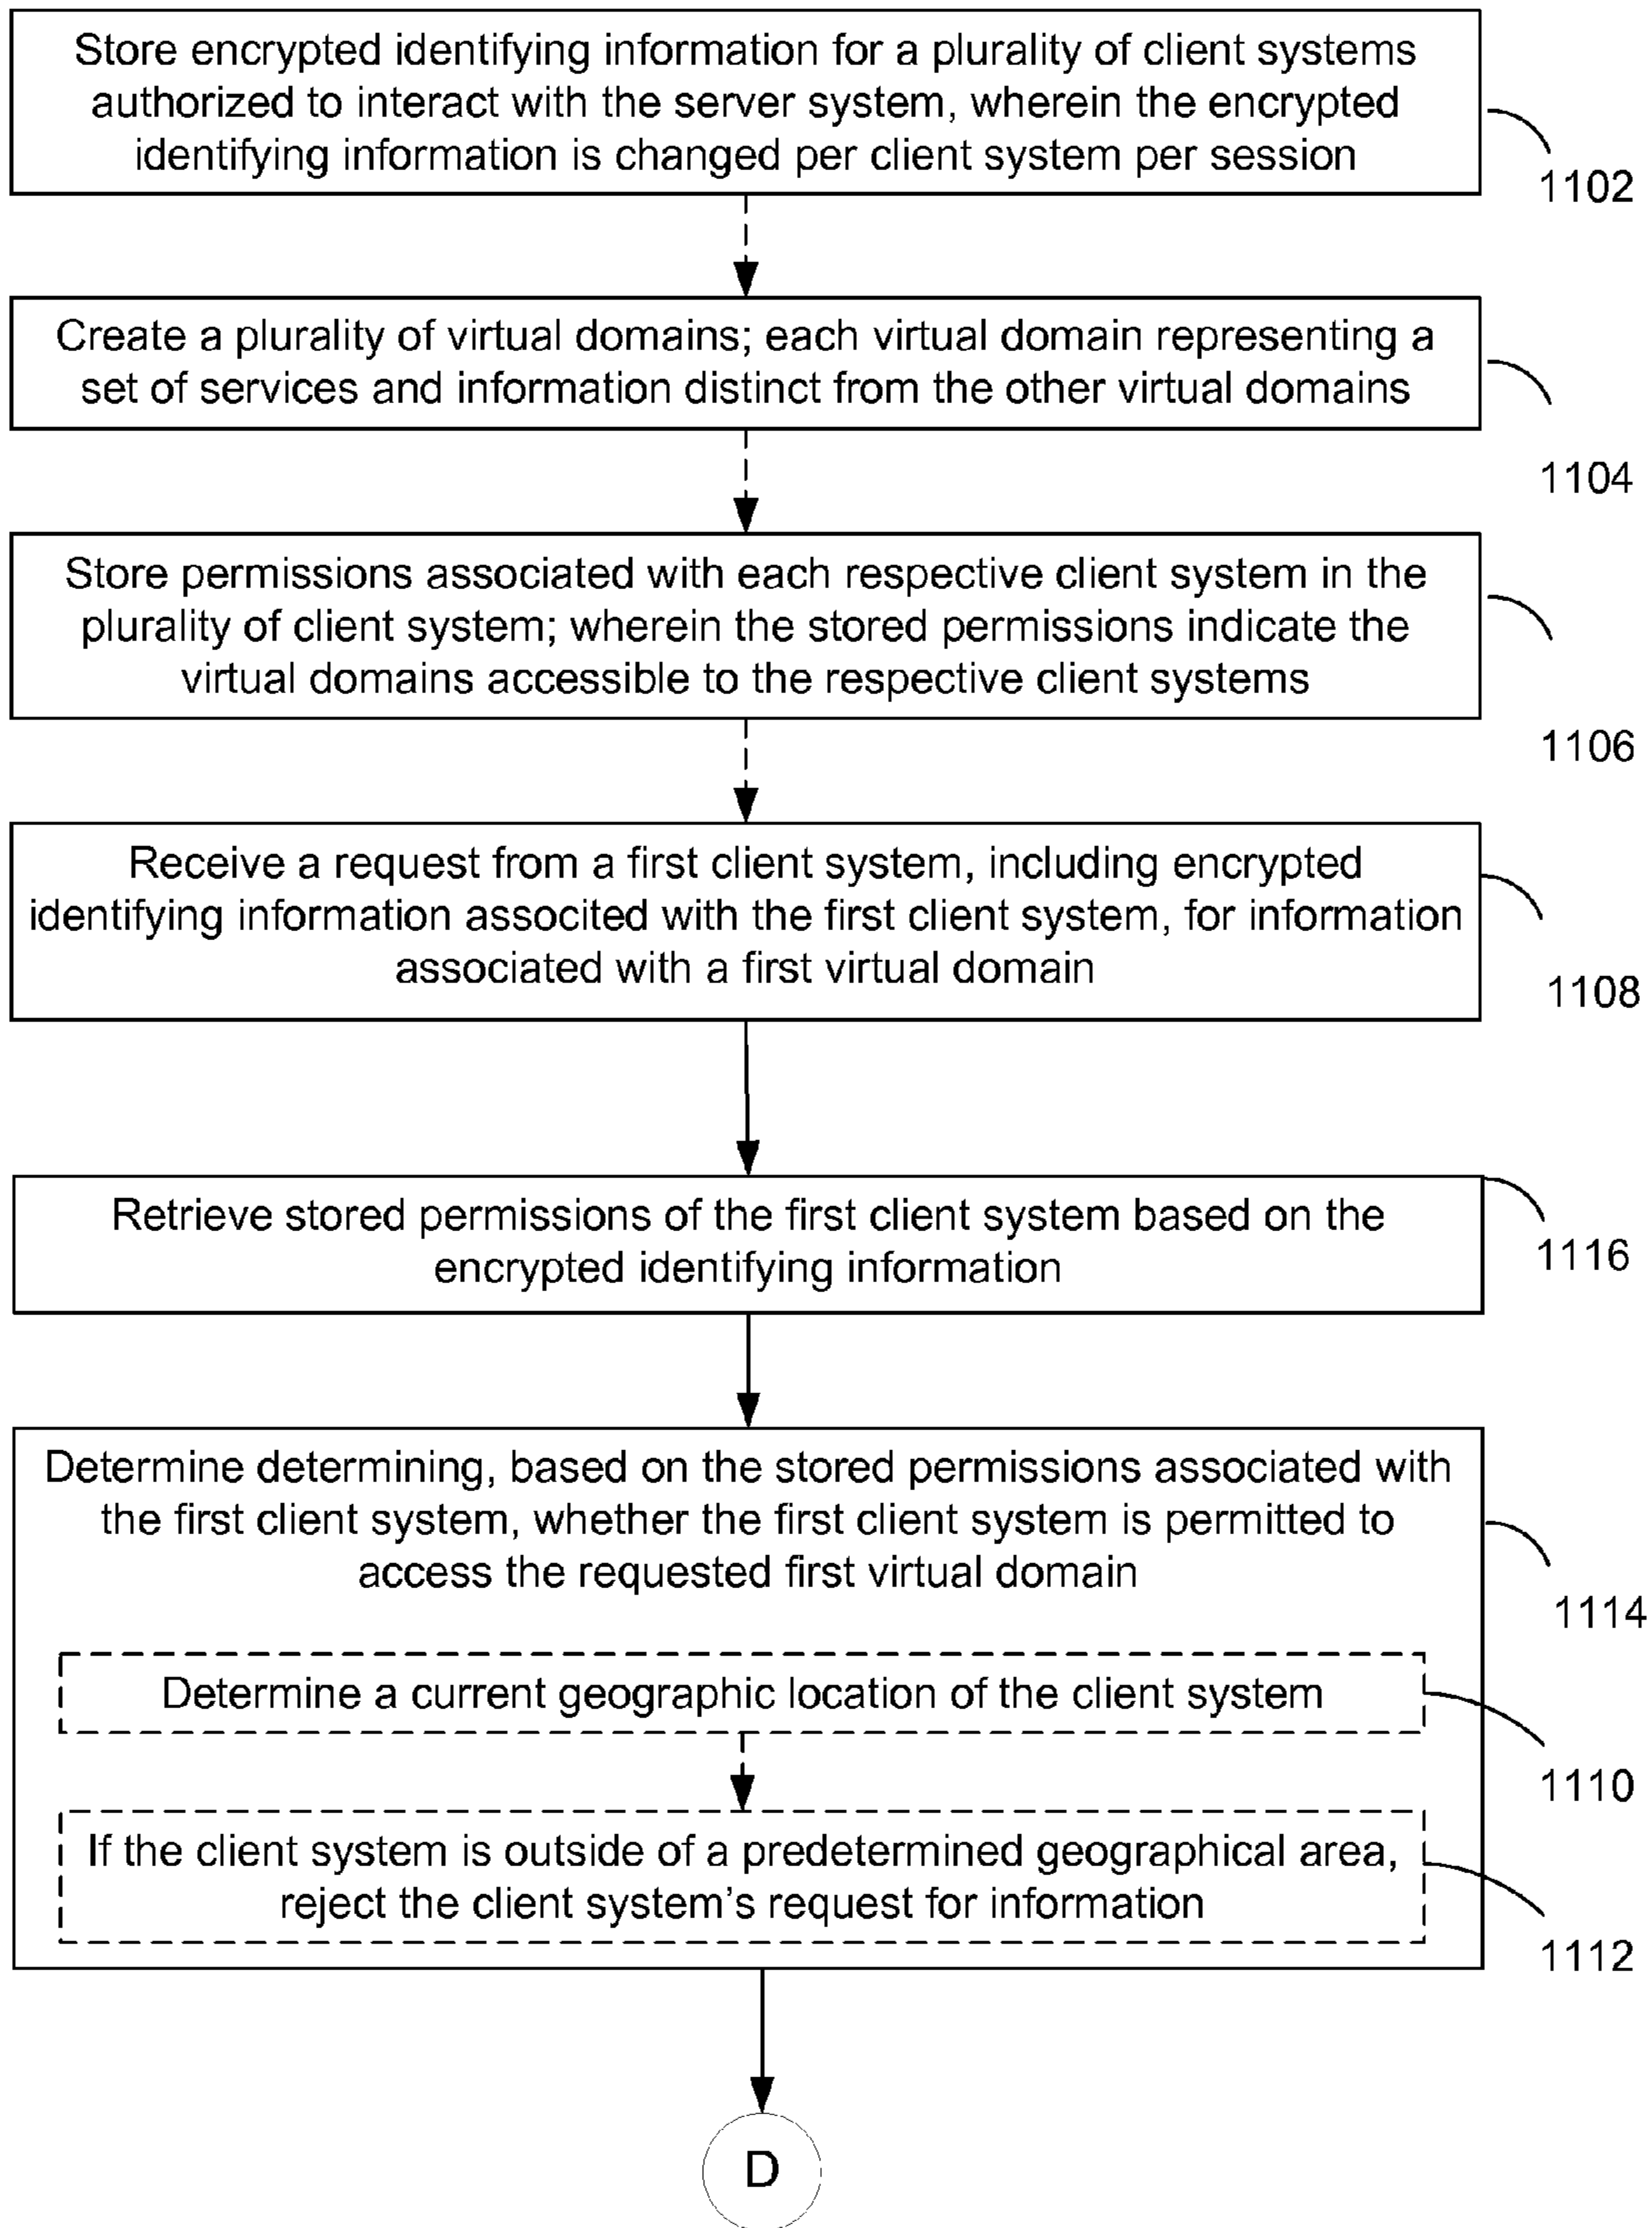 Store encrypted identifying information for a plurality of client systems
authorized to interact with the server system, wherein the encrypted
identifying information is changed per client system per session
1102
Create a plurality of virtual domains; each virtual domain representing a
set of services and information distinct from the other virtual domains
1104
Store permissions associated with each respective client system in the
plurality of client system; wherein the stored permissions indicate the
virtual domains accessible to the respective client systems
1106
Receive a request from a first client system, including encrypted
identifying information associted with the first client system, for information
associated with a first virtual domain
1108
Retrieve stored permissions of the first client system based on the
encrypted identifying information
1116
Determine determining, based on the stored permissions associated with
the first client system, whether the first client system is permitted to
access the requested first virtual domain
1114
Determine a current geographic location of the client system
1110
If the client system is outside of a predetermined geographical area,
reject the client system's request for information
1112
D